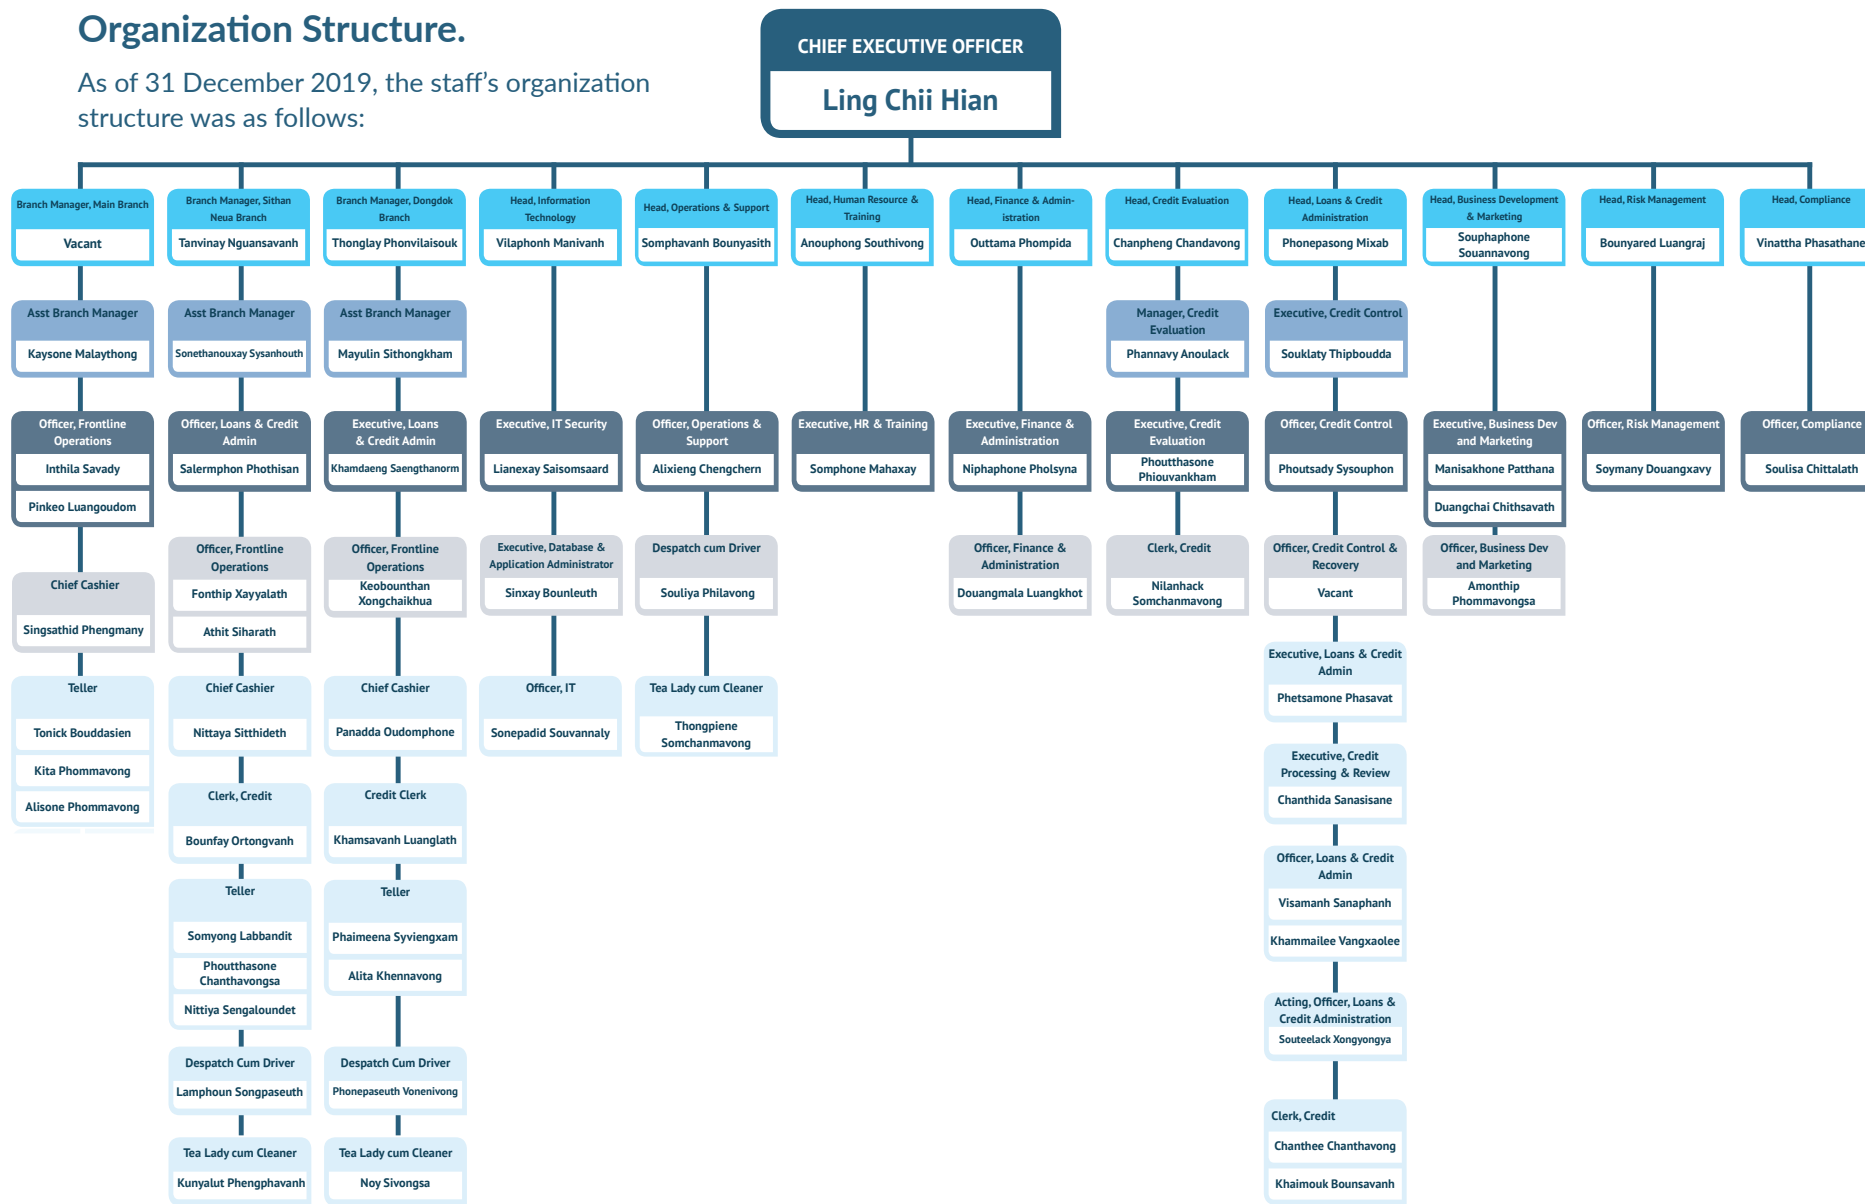 Organization Structure.
As of 31 December 2019, the staff's organization
structure was as follows:
CHIEF EXECUTIVE OFFICER
Ling Chii Hian
Branch Manager, Main Branch
Vacant
Asst Branch Manager
Kaysone Malaythong
Officer, Frontline
Operations
Inthila Savady
Pinkeo Luangoudom
Chief Cashier
Singsathid Phengmany
Teller
Tonick Bouddasien
Kita Phommavong
Alisone Phommavong
Branch Manager, Sithan
Neua Branch
Tanvinay Nguansavanh
Asst Branch Manager
Sonethanouxay Sysanhouth
Officer, Loans & Credit
Admin
Salermphon Phothisan
Officer, Frontline
Operations
Fonthip Xayyalath
Athit Siharath
Chief Cashier
Nittaya Sitthideth
Clerk, Credit
Bounfay Ortongvanh
Teller
Somyong Labbandit
Phoutthasone
Chanthavongsa
Nittiya Sengaloundet
Despatch Cum Driver
Lamphoun Songpaseuth
Tea Lady cum Cleaner
Kunyalut Phengphavanh
Branch Manager, Dongdok
Branch
Thonglay Phonvilaisouk
Asst Branch Manager
Mayulin Sithongkham
Executive, Loans
& Credit Admin
Khamdaeng Saengthanorm
Officer, Frontline
Operations
Keobounthan
Xongchaikhua
Chief Cashier
Panadda Oudomphone
Credit Clerk
Khamsavanh Luanglath
Teller
Phaimeena Syviengxam
Alita Khennavong
Despatch Cum Driver
Phonepaseuth Vonenivong
Tea Lady cum Cleaner
Noy Sivongsa
Head, Information
Technology
Vilaphonh Manivanh
Executive, IT Security
Lianexay Saisomsaard
Executive, Database &
Application Administrator
Sinxay Bounleuth
Officer, IT
Sonepadid Souvannaly
Head, Operations & Support
Somphavanh Bounyasith
Officer, Operations &
Support
Alixieng Chengchern
Despatch cum Driver
Souliya Philavong
Tea Lady cum Cleaner
Thongpiene
Somchanmavong
Head, Human Resource &
Training
Anouphong Southivong
Executive, HR & Training
Somphone Mahaxay
Head, Finance & Admin-
istration
Outtama Phompida
Executive, Finance &
Administration
Niphaphone Pholsyna
Officer, Finance &
Administration
Douangmala Luangkhot
Head, Credit Evaluation
Chanpheng Chandavong
Manager, Credit
Evaluation
Phannavy Anoulack
Executive, Credit
Evaluation
Phoutthasone
Phiouvankham
Clerk, Credit
Nilanhack
Somchanmavong
Head, Loans & Credit
Administration
Phonepasong Mixab
Executive, Credit Control
Souklaty Thipboudda
Officer, Credit Control
Phoutsady Sysouphon
Officer, Credit Control &
Recovery
Vacant
Executive, Loans & Credit
Admin
Phetsamone Phasavat
Executive, Credit
Processing & Review
Chanthida Sanasisane
Officer, Loans & Credit
Admin
Visamanh Sanaphanh
Khammailee Vangxaolee
Acting, Officer, Loans &
Credit Administration
Souteelack Xongyongya
Clerk, Credit
Chanthee Chanthavong
Khaimouk Bounsavanh
Head, Business Development
& Marketing
Souphaphone
Souannavong
Executive, Business Dev
and Marketing
Manisakhone Patthana
Duangchai Chithsavath
Officer, Business Dev
and Marketing
Amonthip
Phommavongsa
Head, Risk Management
Bounyared Luangraj
Officer, Risk Management
Soymany Douangxavy
Head, Compliance
Vinattha Phasathane
Officer, Compliance
Soulisa Chittalath